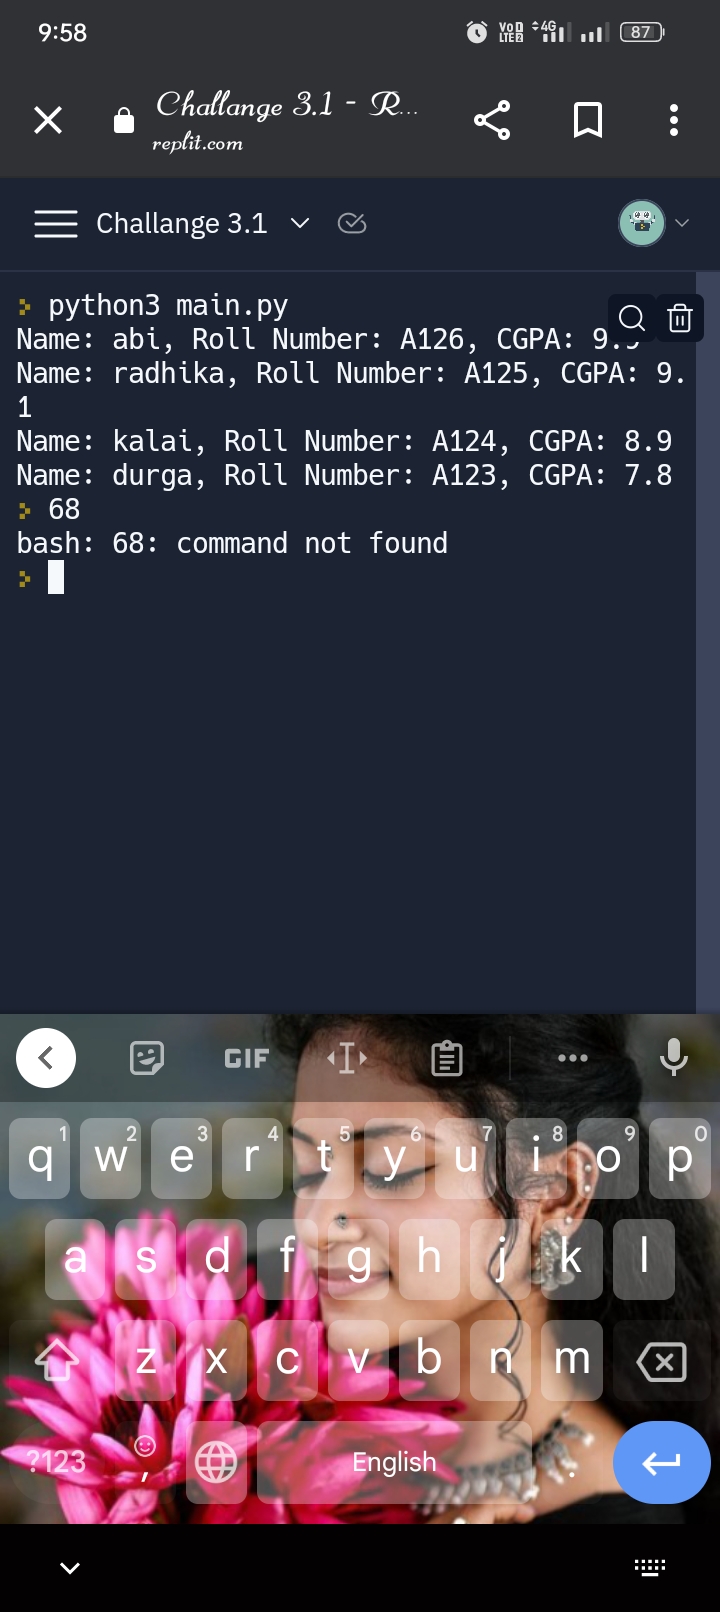 9:58
VoD LTE2 4G 87
Challange 3.1 - R...
replit.com
Challange 3.1
python3 main.py
Name: abi, Roll Number: A126, CGPA: 9.9
Name: radhika, Roll Number: A125, CGPA: 9.
1
Name: kalai, Roll Number: A124, CGPA: 8.9
Name: durga, Roll Number: A123, CGPA: 7.8
68
bash: 68: command not found
GIF
q1 w2 e3 r4 t5 y6 u7 i8 o9 p0
a s d f g h j k l
z x c v b n m
?123 , English .